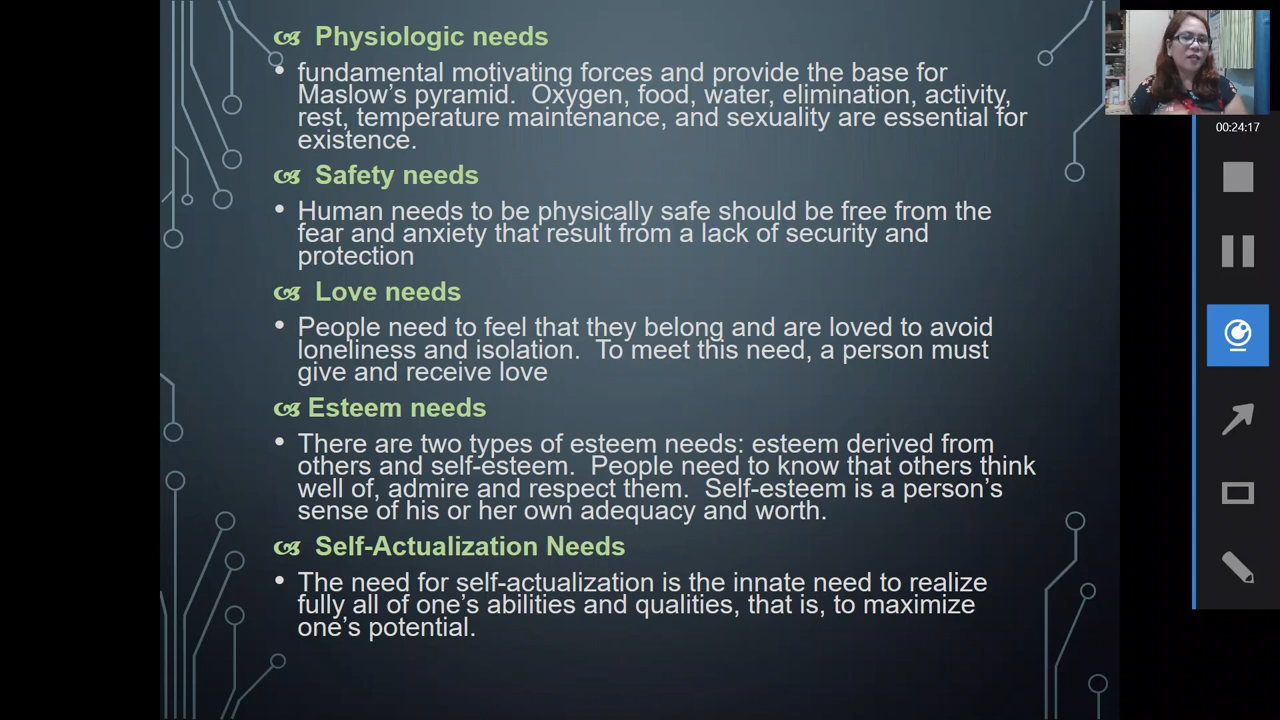 Physiologic needs
• fundamental motivating forces and provide the base for
Maslow's pyramid.  Oxygen, food, water, elimination, activity,
rest, temperature maintenance, and sexuality are essential for
existence.
Safety needs
• Human needs to be physically safe should be free from the
fear and anxiety that result from a lack of security and
protection
Love needs
• People need to feel that they belong and are loved to avoid
loneliness and isolation.  To meet this need, a person must
give and receive love
Esteem needs
• There are two types of esteem needs: esteem derived from
others and self-esteem.  People need to know that others think
well of, admire and respect them.  Self-esteem is a person's
sense of his or her own adequacy and worth.
Self-Actualization Needs
• The need for self-actualization is the innate need to realize
fully all of one's abilities and qualities, that is, to maximize
one's potential.
00:24:17